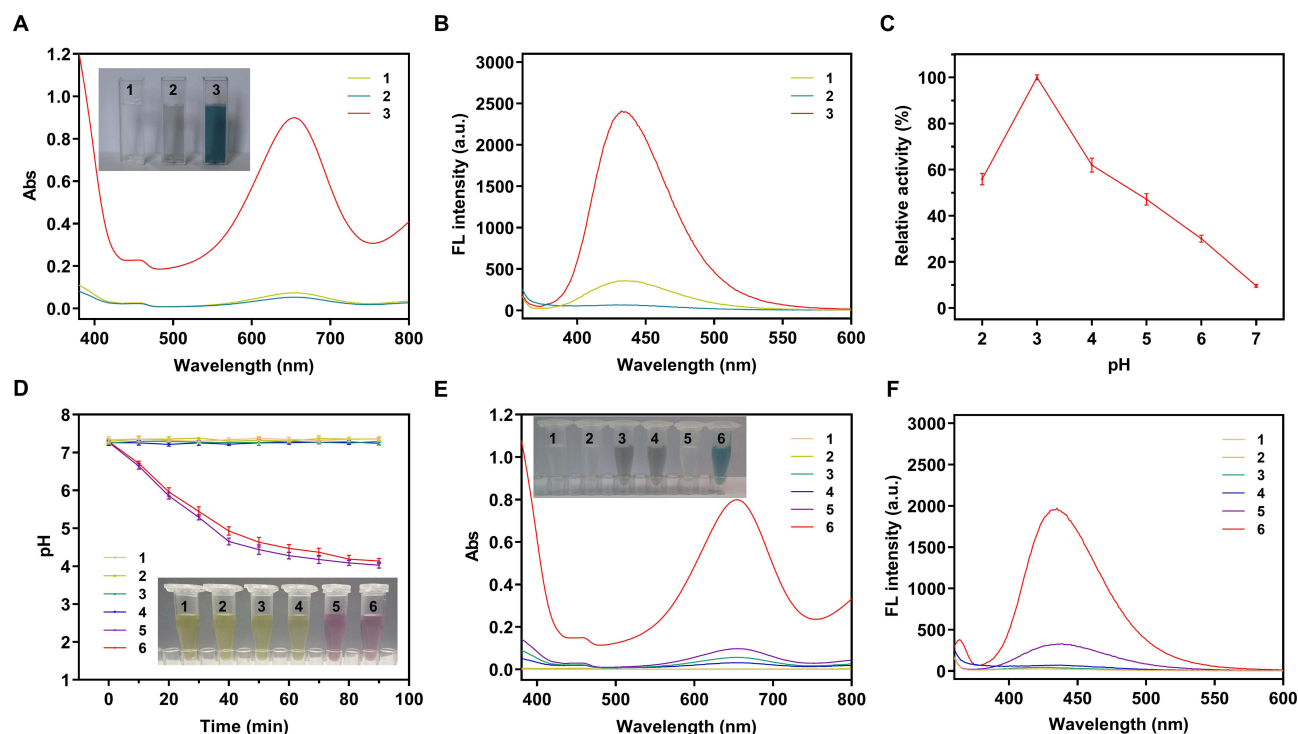 A
1.2
1.0
0.8
0.6
0.4
0.2
0.0
Abs
400 500 600 700 800
Wavelength (nm)
1
2
3
1 2 3
B
3000
2500
2000
1500
1000
500
0
FL intensity (a.u.)
400 450 500 550 600
Wavelength (nm)
1
2
3
C
100
80
60
40
20
0
Relative activity (%)
2 3 4 5 6 7
pH
D
8
7
6
5
4
3
2
1
pH
0 20 40 60 80 100
Time (min)
1
2
3
4
5
6
1 2 3 4 5 6
E
1.2
1.0
0.8
0.6
0.4
0.2
0.0
Abs
400 500 600 700 800
Wavelength (nm)
1
2
3
4
5
6
1 2 3 4 5 6
F
3000
2500
2000
1500
1000
500
0
FL intensity (a.u.)
400 450 500 550 600
Wavelength (nm)
1
2
3
4
5
6